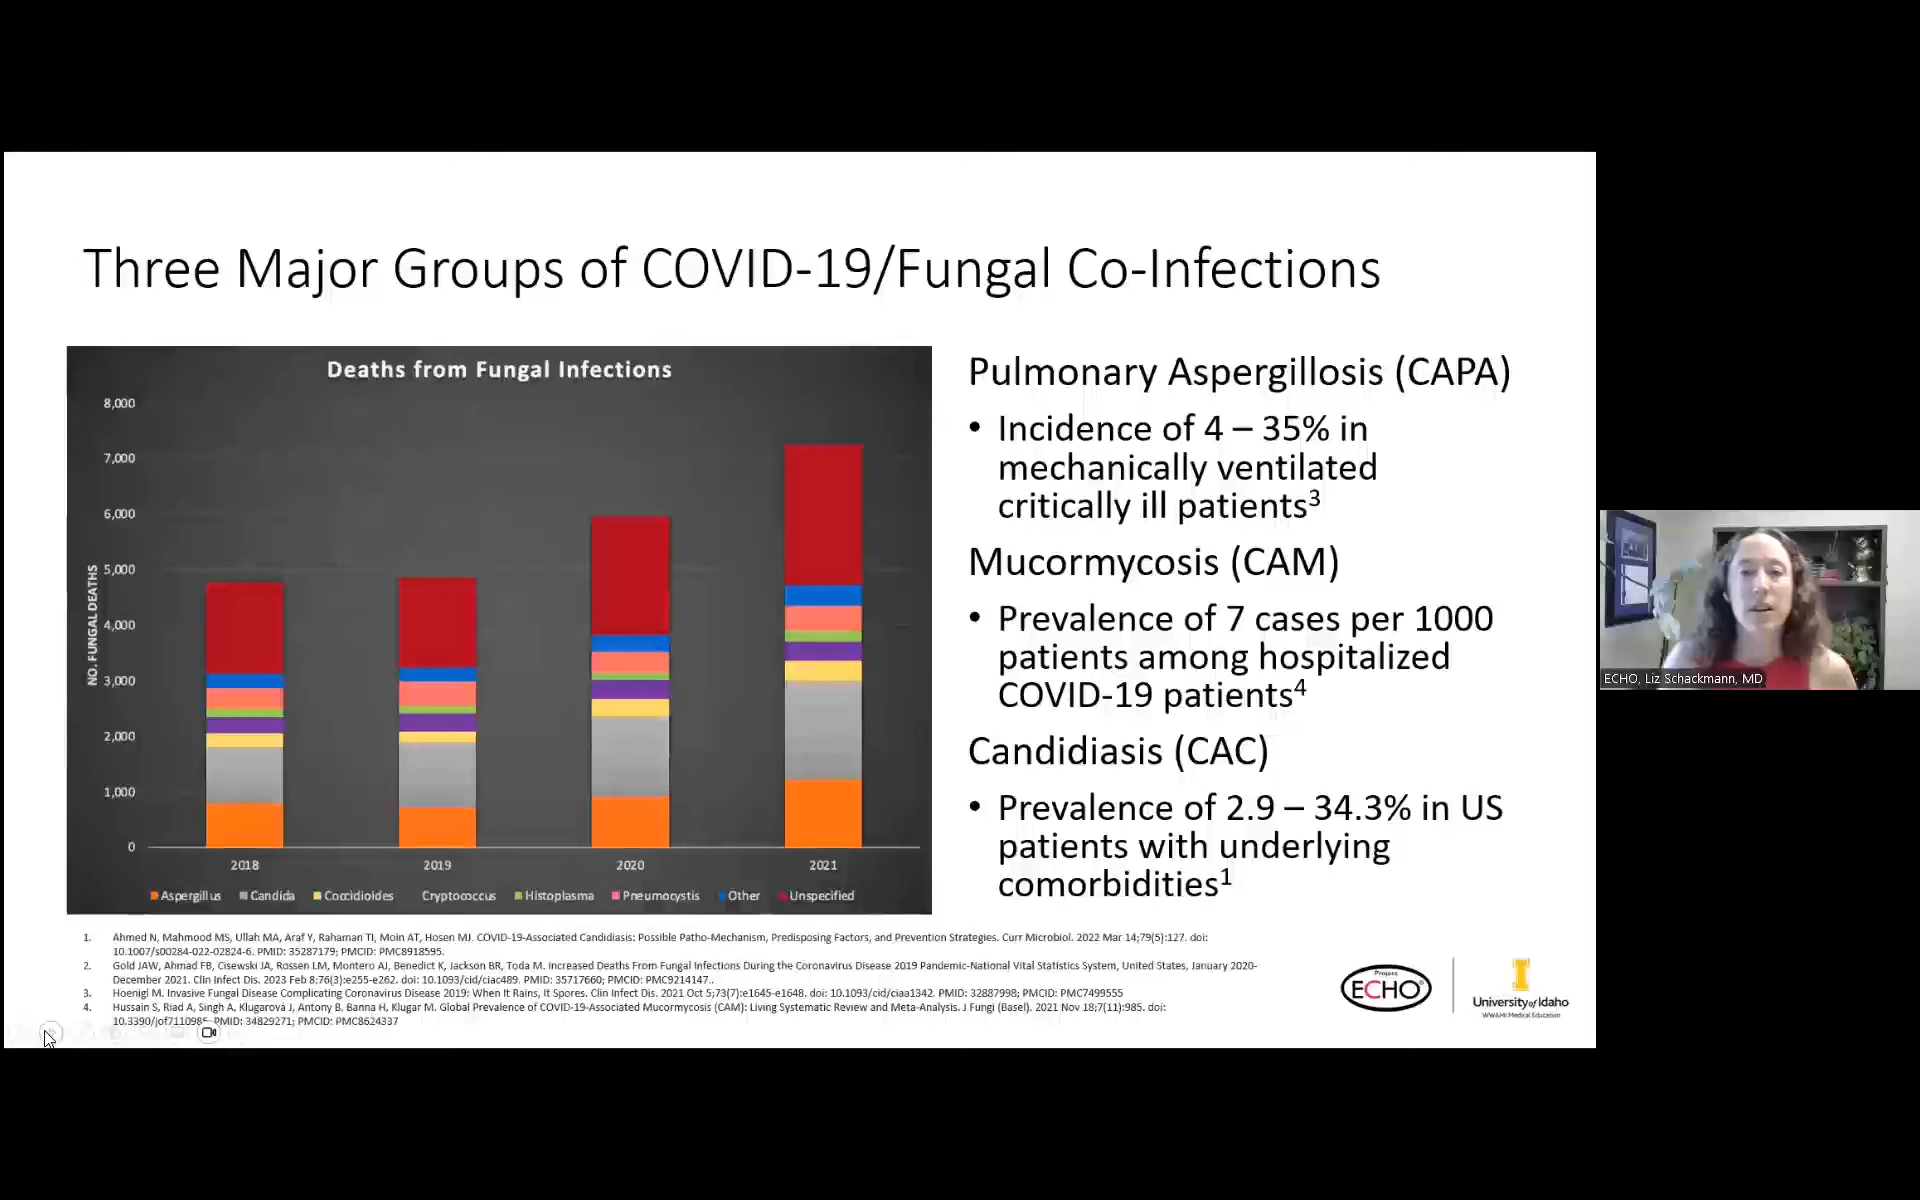 Three Major Groups of COVID-19/Fungal Co-Infections
Deaths from Fungal Infections
8,000
7,000
6,000
5,000
4,000
3,000
2,000
1,000
0
NO. FUNGAL DEATHS
2018 2019 2020 2021
Aspergillus Candida Coccidioides Cryptococcus Histoplasma Pneumocystis Other Unspecified
Pulmonary Aspergillosis (CAPA)
• Incidence of 4 – 35% in
mechanically ventilated
critically ill patients3
Mucormycosis (CAM)
• Prevalence of 7 cases per 1000
patients among hospitalized
COVID-19 patients4
Candidiasis (CAC)
• Prevalence of 2.9 – 34.3% in US
patients with underlying
comorbidities1
ECHO, Liz Schackmann, MD
1. Ahmed N, Mahmood MS, Ullah MA, Araf Y, Rahaman TI, Moin AT, Hosen MJ. COVID-19-Associated Candidiasis: Possible Patho-Mechanism, Predisposing Factors, and Prevention Strategies. Curr Microbiol. 2022 Mar 14;79(5):127. doi:
10.1007/s00284-022-02824-6. PMID: 35287179; PMCID: PMC8918595.
2. Gold JAW, Ahmad FB, Cisewski JA, Rossen LM, Montero AJ, Benedict K, Jackson BR, Toda M. Increased Deaths From Fungal Infections During the Coronavirus Disease 2019 Pandemic-National Vital Statistics System, United States, January 2020-
December 2021. Clin Infect Dis. 2023 Feb 8:76(3):e255-e262. doi: 10.1093/cid/ciac489. PMID: 35717660; PMCID: PMC9214147..
3. Hoenigl M. Invasive Fungal Disease Complicating Coronavirus Disease 2019: When It Rains, It Spores. Clin Infect Dis. 2021 Oct 5;73(7):e1645-e1648. doi: 10.1093/cid/ciaa1342. PMID: 32887998; PMCID: PMC7499555
4. Hussain S, Riad A, Singh A, Klugarová J, Antony B, Banna H, Klugar M. Global Prevalence of COVID-19-Associated Mucormycosis (CAM): Living Systematic Review and Meta-Analysis. J Fungi (Basel). 2021 Nov 18;7(11):985. doi:
PMID: 34829271; PMCID: PMC8624337
Project
ECHO®
University of Idaho
WWAMI Medical Education